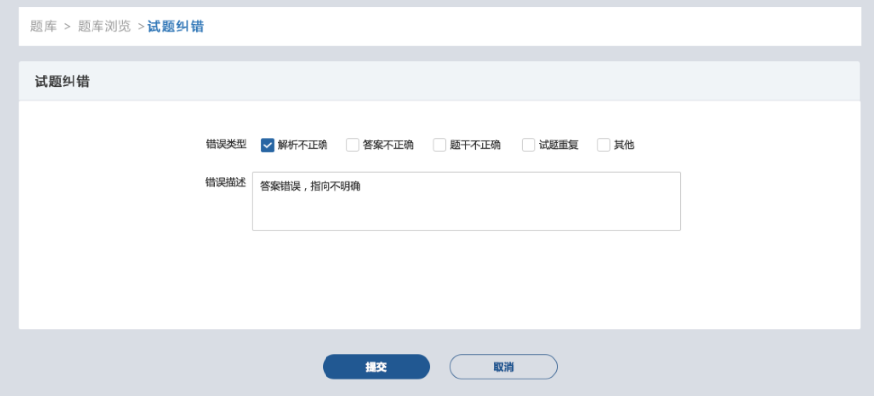 题库 > 题库浏览 >试题纠错
试题纠错
错误类型 解析不正确 答案不正确 题干不正确 试题重复 其他
错误描述 答案错误，指向不明确
提交 取消